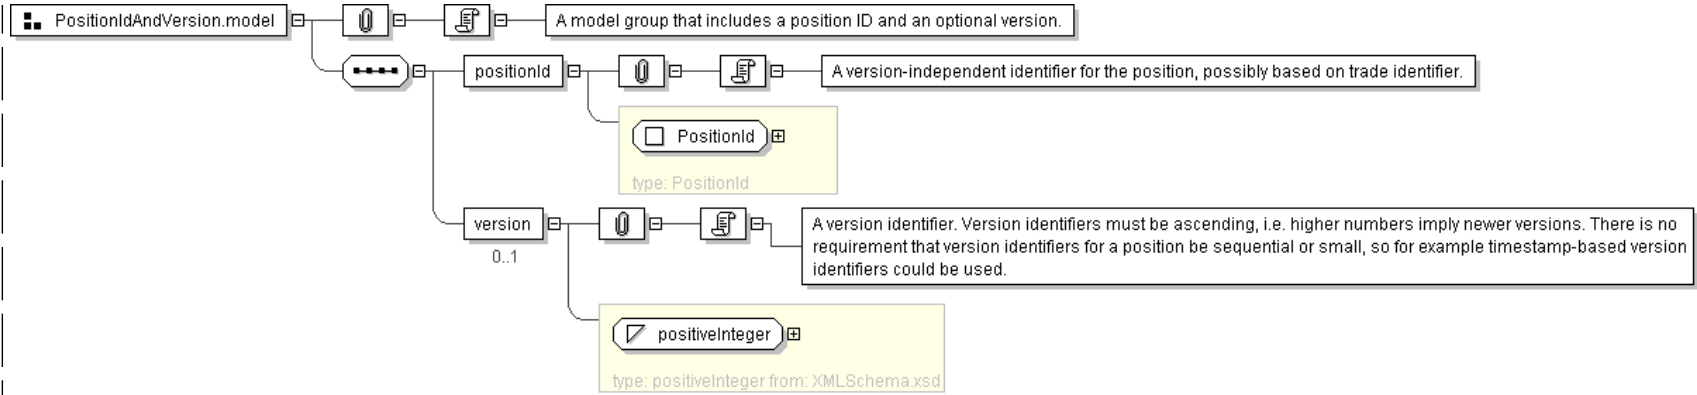 PositionIdAndVersion.model
A model group that includes a position ID and an optional version.
positionId
A version-independent identifier for the position, possibly based on trade identifier.
PositionId
type: PositionId
version
0..1
A version identifier. Version identifiers must be ascending, i.e. higher numbers imply newer versions. There is no
requirement that version identifiers for a position be sequential or small, so for example timestamp-based version
identifiers could be used.
positiveInteger
type: positiveInteger from: XMLSchema.xsd